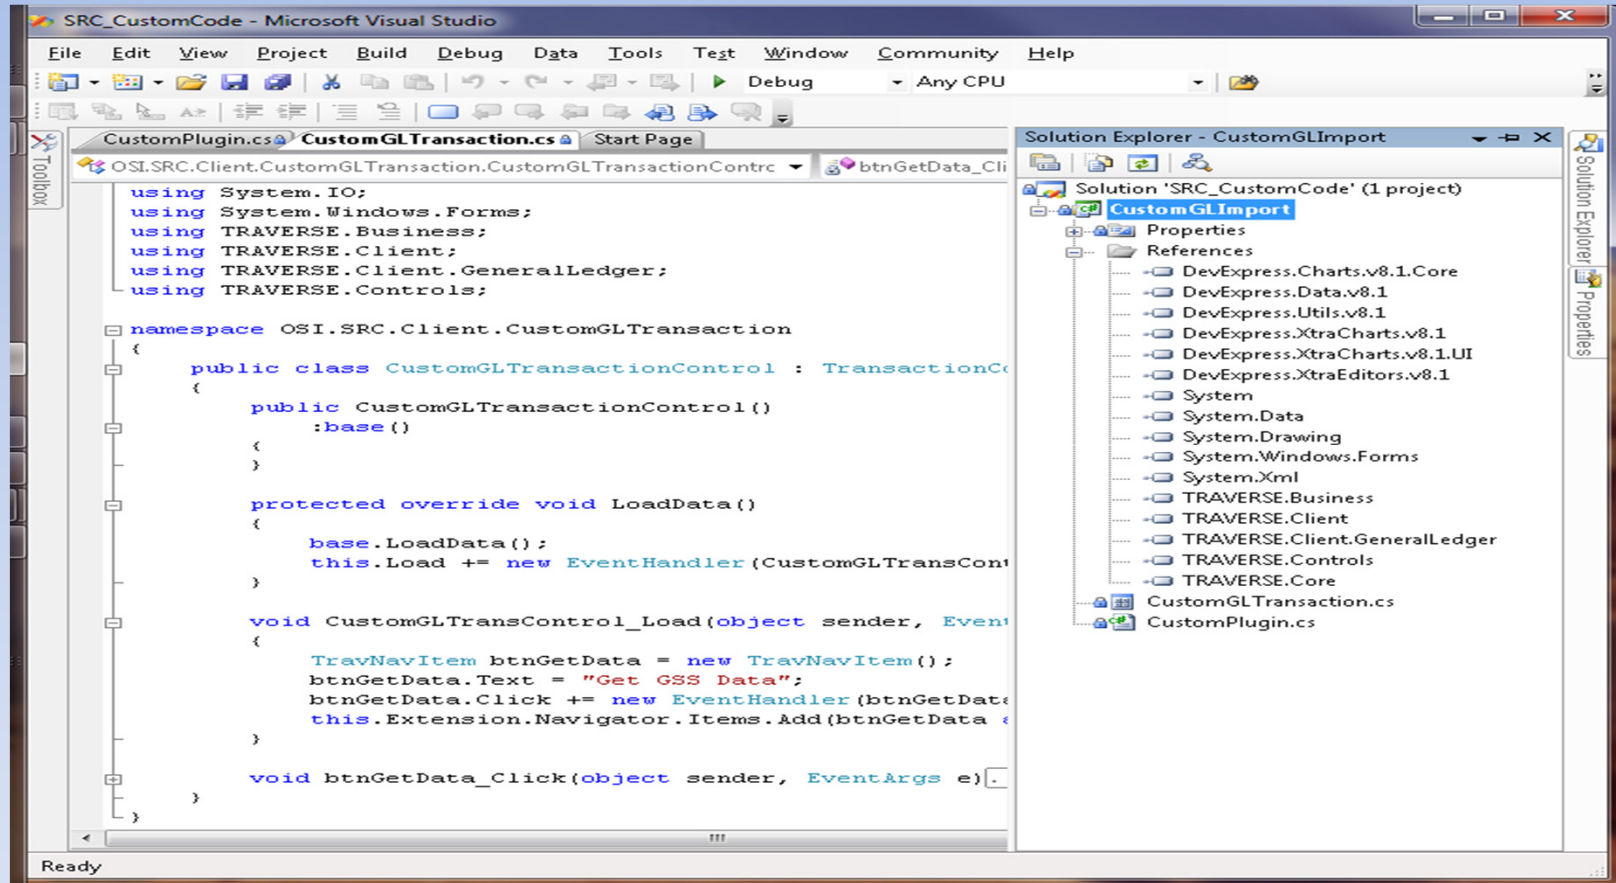 SRC_CustomCode - Microsoft Visual Studio
File Edit View Project Build Debug Data Tools Test Window Community Help
Debug Any CPU
CustomPlugin.cs CustomGLTransaction.cs Start Page
OSI.SRC.Client.CustomGLTransaction.CustomGLTransactionContrc btnGetData_Cli
Toolbox
using System.IO;
using System.Windows.Forms;
using TRAVERSE.Business;
using TRAVERSE.Client;
using TRAVERSE.Client.GeneralLedger;
using TRAVERSE.Controls;
namespace OSI.SRC.Client.CustomGLTransaction
{
public class CustomGLTransactionControl : TransactionCo
{
public CustomGLTransactionControl()
:base()
{
}
protected override void LoadData()
{
base.LoadData();
this.Load += new EventHandler(CustomGLTransCont
}
void CustomGLTransControl_Load(object sender, Event
{
TravNavItem btnGetData = new TravNavItem();
btnGetData.Text = "Get GSS Data";
btnGetData.Click += new EventHandler(btnGetData
this.Extension.Navigator.Items.Add(btnGetData a
}
void btnGetData_Click(object sender, EventArgs e).
}
}
Solution Explorer - CustomGLImport
Solution 'SRC_CustomCode' (1 project)
CustomGLImport
Properties
References
DevExpress.Charts.v8.1.Core
DevExpress.Data.v8.1
DevExpress.Utils.v8.1
DevExpress.XtraCharts.v8.1
DevExpress.XtraCharts.v8.1.UI
DevExpress.XtraEditors.v8.1
System
System.Data
System.Drawing
System.Windows.Forms
System.Xml
TRAVERSE.Business
TRAVERSE.Client
TRAVERSE.Client.GeneralLedger
TRAVERSE.Controls
TRAVERSE.Core
CustomGLTransaction.cs
CustomPlugin.cs
Solution Explorer
Properties
Ready